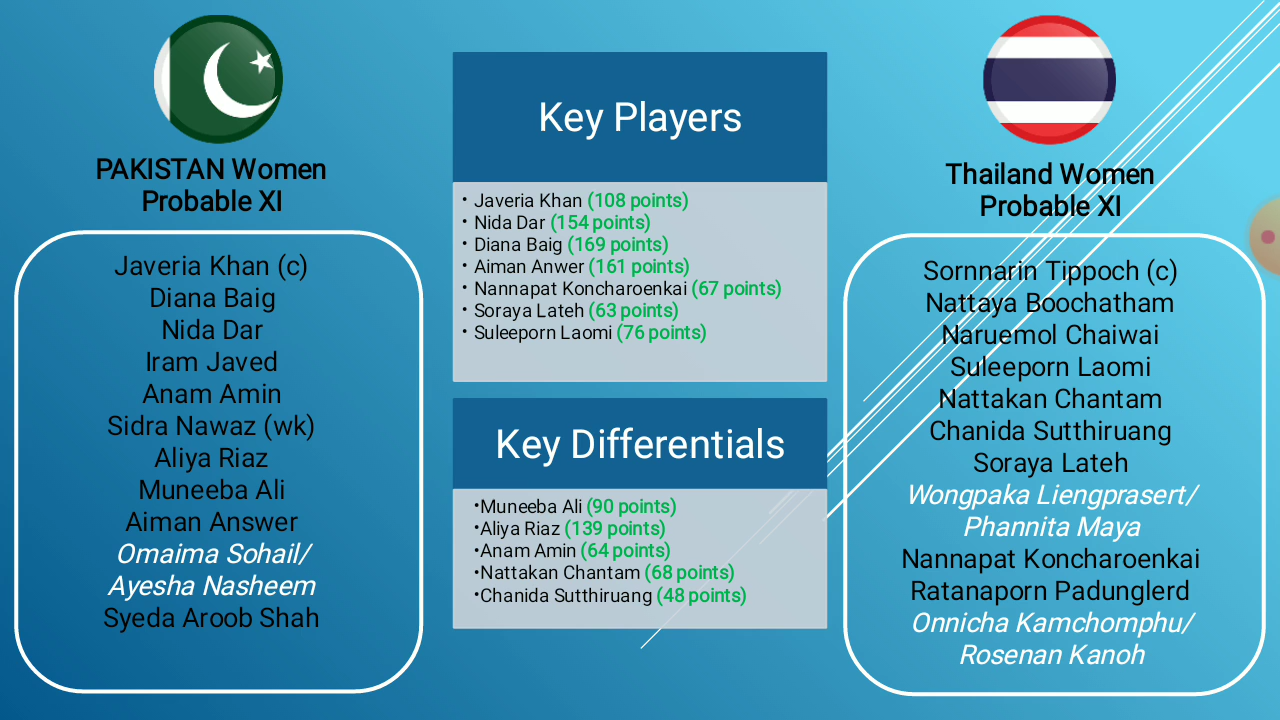 PAKISTAN Women
Probable XI
Javeria Khan (c)
Diana Baig
Nida Dar
Iram Javed
Anam Amin
Sidra Nawaz (wk)
Aliya Riaz
Muneeba Ali
Aiman Answer
Omaima Sohail/
Ayesha Nasheem
Syeda Aroob Shah
Key Players
• Javeria Khan (108 points)
• Nida Dar (154 points)
• Diana Baig (169 points)
• Aiman Anwer (161 points)
• Nannapat Koncharoenkai (67 points)
• Soraya Lateh (63 points)
• Suleeporn Laomi (76 points)
Key Differentials
•Muneeba Ali (90 points)
•Aliya Riaz (139 points)
•Anam Amin (64 points)
•Nattakan Chantam (68 points)
•Chanida Sutthiruang (48 points)
Thailand Women
Probable XI
Sornnarin Tippoch (c)
Nattaya Boochatham
Naruemol Chaiwai
Suleeporn Laomi
Nattakan Chantam
Chanida Sutthiruang
Soraya Lateh
Wongpaka Liengprasert/
Phannita Maya
Nannapat Koncharoenkai
Ratanaporn Padunglerd
Onnicha Kamchomphu/
Rosenan Kanoh